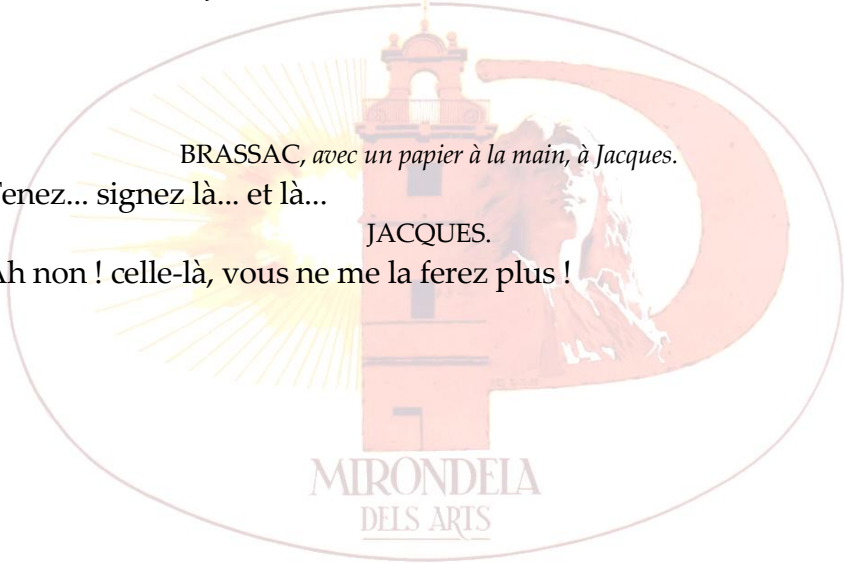 BRASSAC, avec un papier à la main, à Jacques.
enez... signez là... et là...
JACQUES.
h non ! celle-là, vous ne me la ferez plus !
MIRONDELA
DELS ARTS